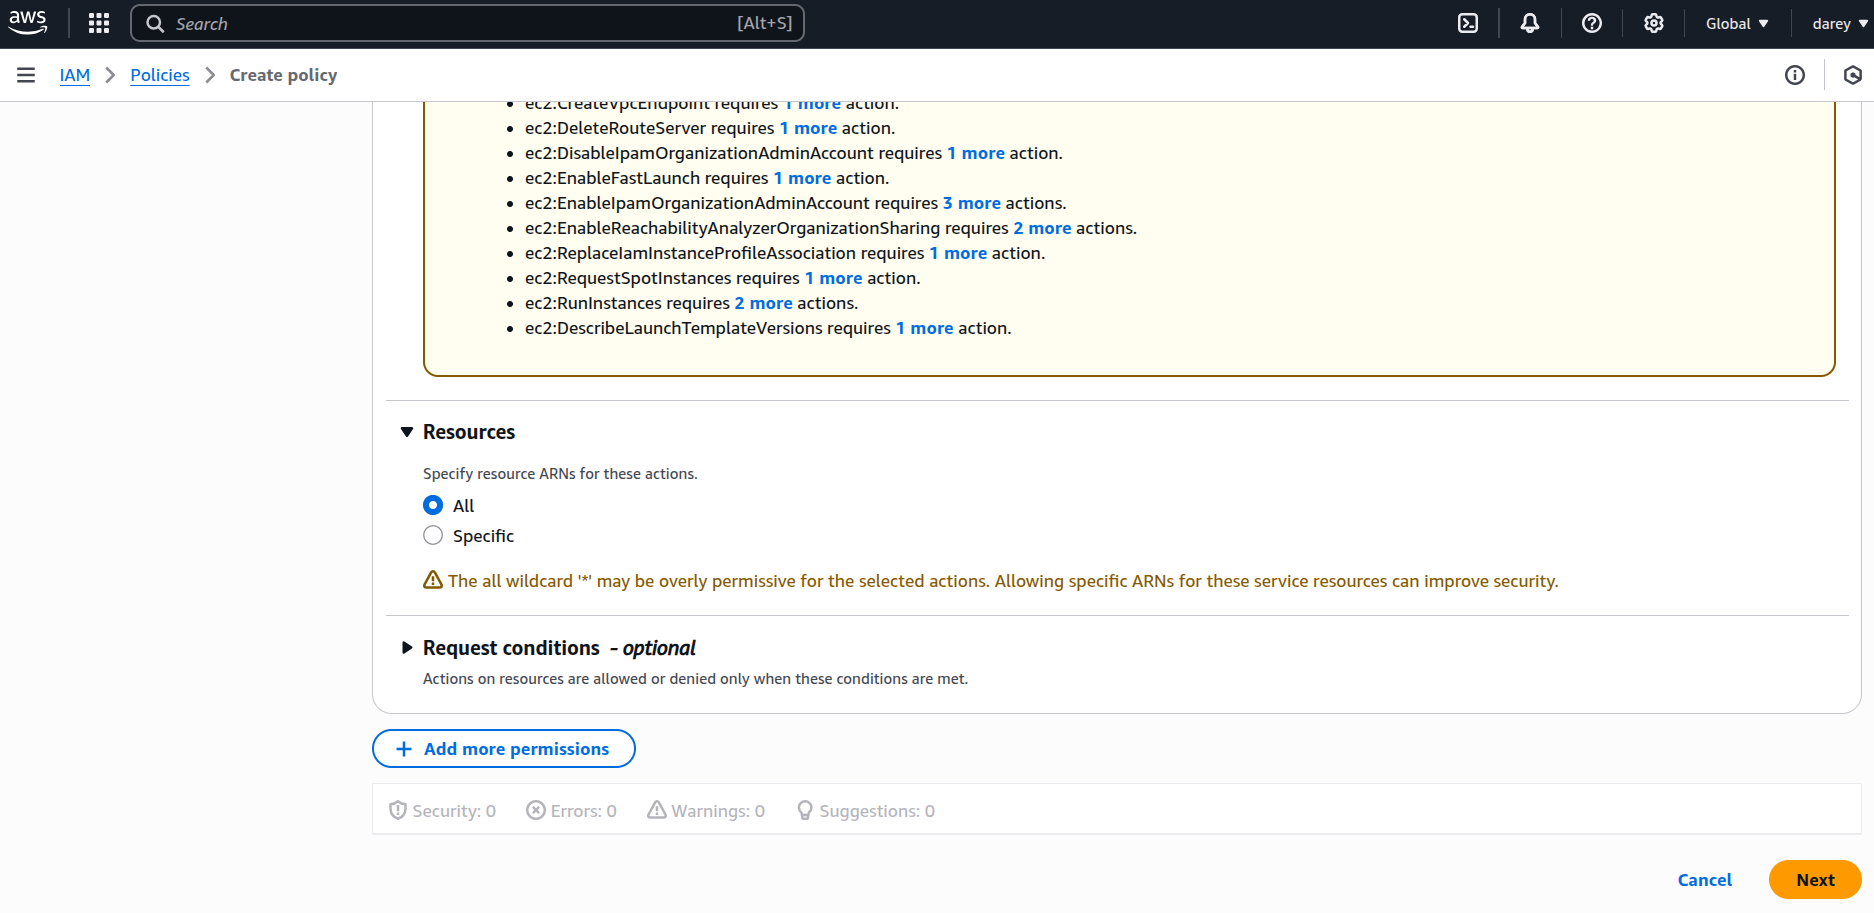 aws Search [Alt+S] Global darey
IAM Policies Create policy
ec2:CreateVpcEndpoint requires 1 more action.
ec2:DeleteRouteServer requires 1 more action.
ec2:DisableIpamOrganizationAdminAccount requires 1 more action.
ec2:EnableFastLaunch requires 1 more action.
ec2:EnableIpamOrganizationAdminAccount requires 3 more actions.
ec2:EnableReachabilityAnalyzerOrganizationSharing requires 2 more actions.
ec2:ReplaceIamInstanceProfileAssociation requires 1 more action.
ec2:RequestSpotInstances requires 1 more action.
ec2:RunInstances requires 2 more actions.
ec2:DescribeLaunchTemplateVersions requires 1 more action.
Resources
Specify resource ARNs for these actions.
All
Specific
The all wildcard '*' may be overly permissive for the selected actions. Allowing specific ARNs for these service resources can improve security.
Request conditions - optional
Actions on resources are allowed or denied only when these conditions are met.
+ Add more permissions
Security: 0 Errors: 0 Warnings: 0 Suggestions: 0
Cancel Next